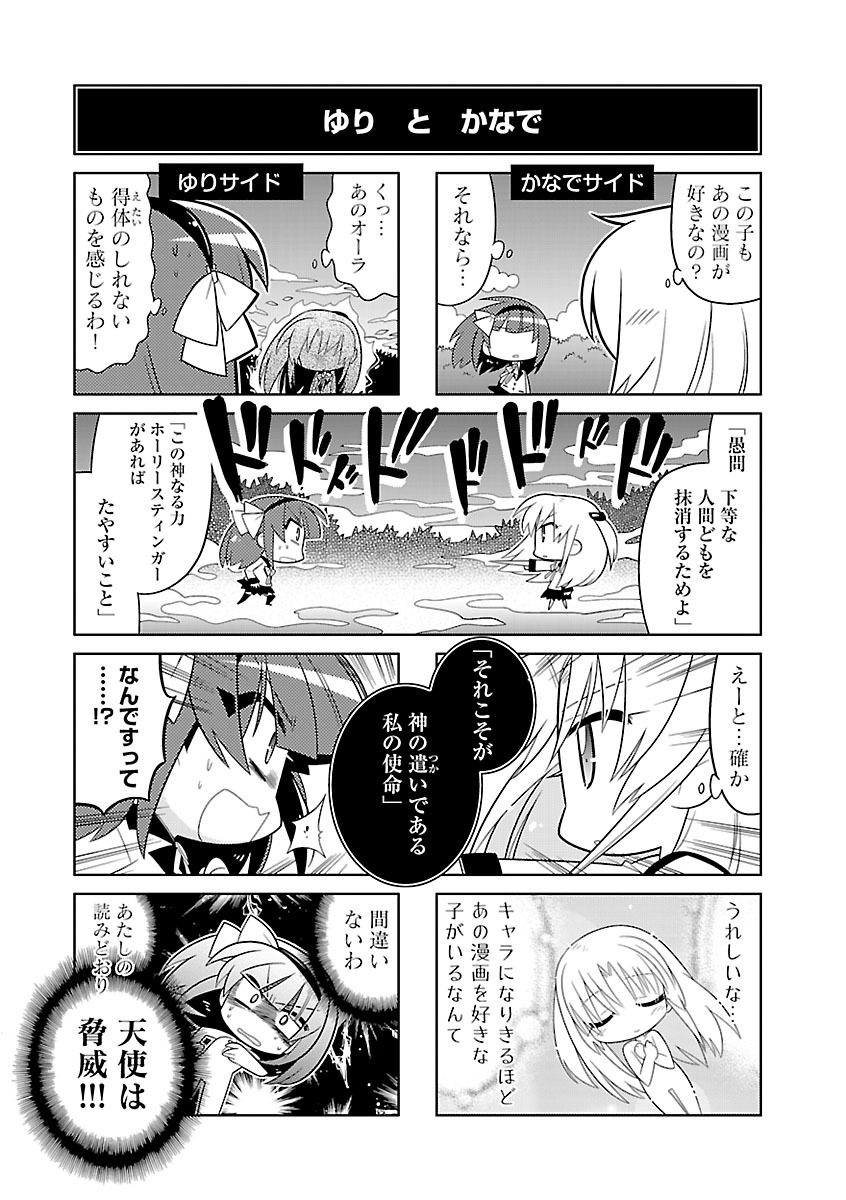 ゆり と かなで
かなでサイド
この子も
あの漫画が
好きなの?
それなら…
ゆりサイド
くっ…
あのオーラ
得体のしれない
えたい
ものを感じるわ!
「愚問
下等な
人間どもを
抹消するためよ」
ドドドドドドド
「この神なる力
ホーリースティンガー
があれば
たやすいこと」
えーと…確か
「それこそが
神の遣いである
つか
私の使命」
なんですって
……!?
うれしいな…
キャラになりきるほど
あの漫画を好きな
子がいるなんて
間違い
ないわ
あたしの
読みどおり
天使は
脅威!!!